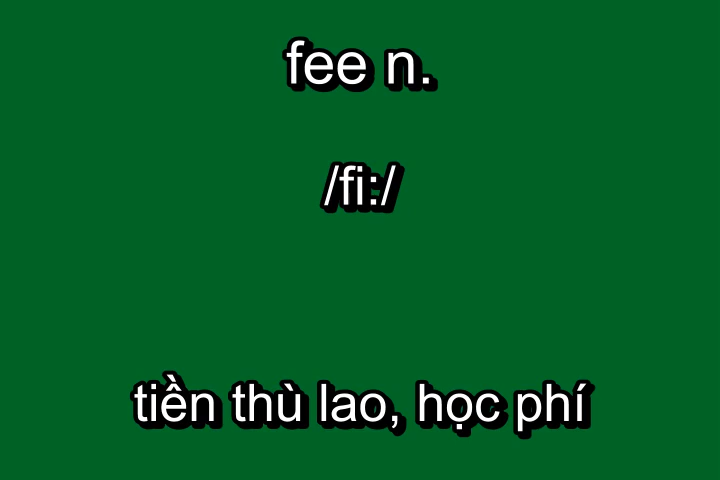 fee n.
/fi:/
tiền thù lao, học phí